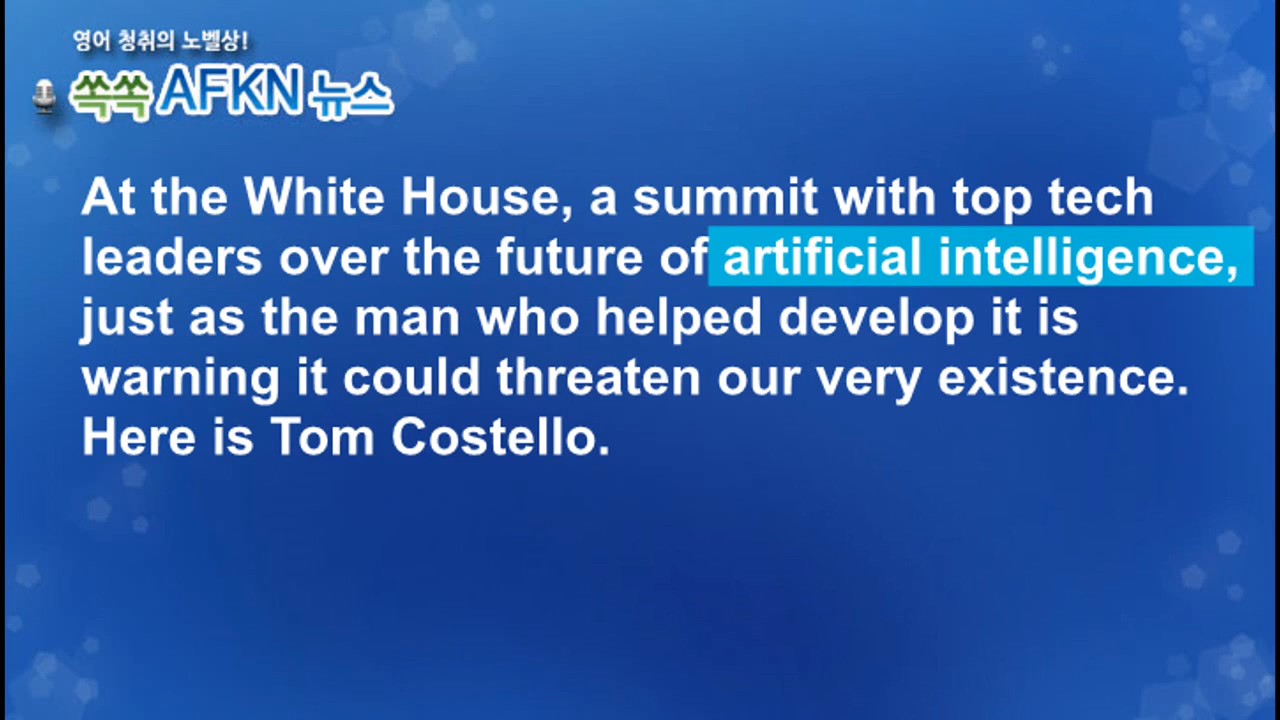 영어 청취의 노벨상!
쏙쏙 AFKN 뉴스
At the White House, a summit with top tech
leaders over the future of artificial intelligence,
just as the man who helped develop it is
warning it could threaten our very existence.
Here is Tom Costello.